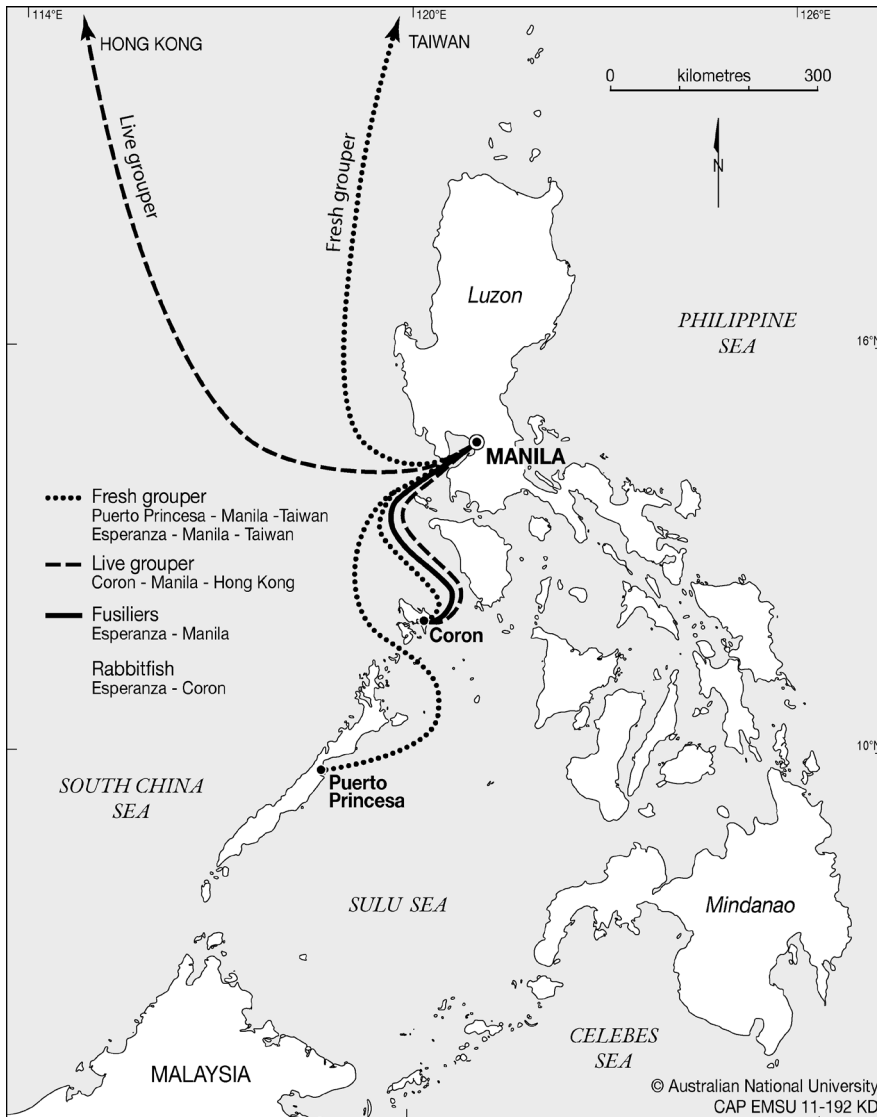 114°E
120°E
126°E
HONG KONG
TAIWAN
0 kilometres 300
N
Live grouper
Fresh grouper
Luzon
PHILIPPINE
SEA
16°N
MANILA
Fresh grouper
Puerto Princesa - Manila -Taiwan
Esperanza - Manila - Taiwan
Live grouper
Coron - Manila - Hong Kong
Fusiliers
Esperanza - Manila
Rabbitfish
Esperanza - Coron
Coron
10°N
SOUTH CHINA
SEA
Puerto
Princesa
SULU SEA
Mindanao
CELEBES
SEA
MALAYSIA
© Australian National University
CAP EMSU 11-192 KD